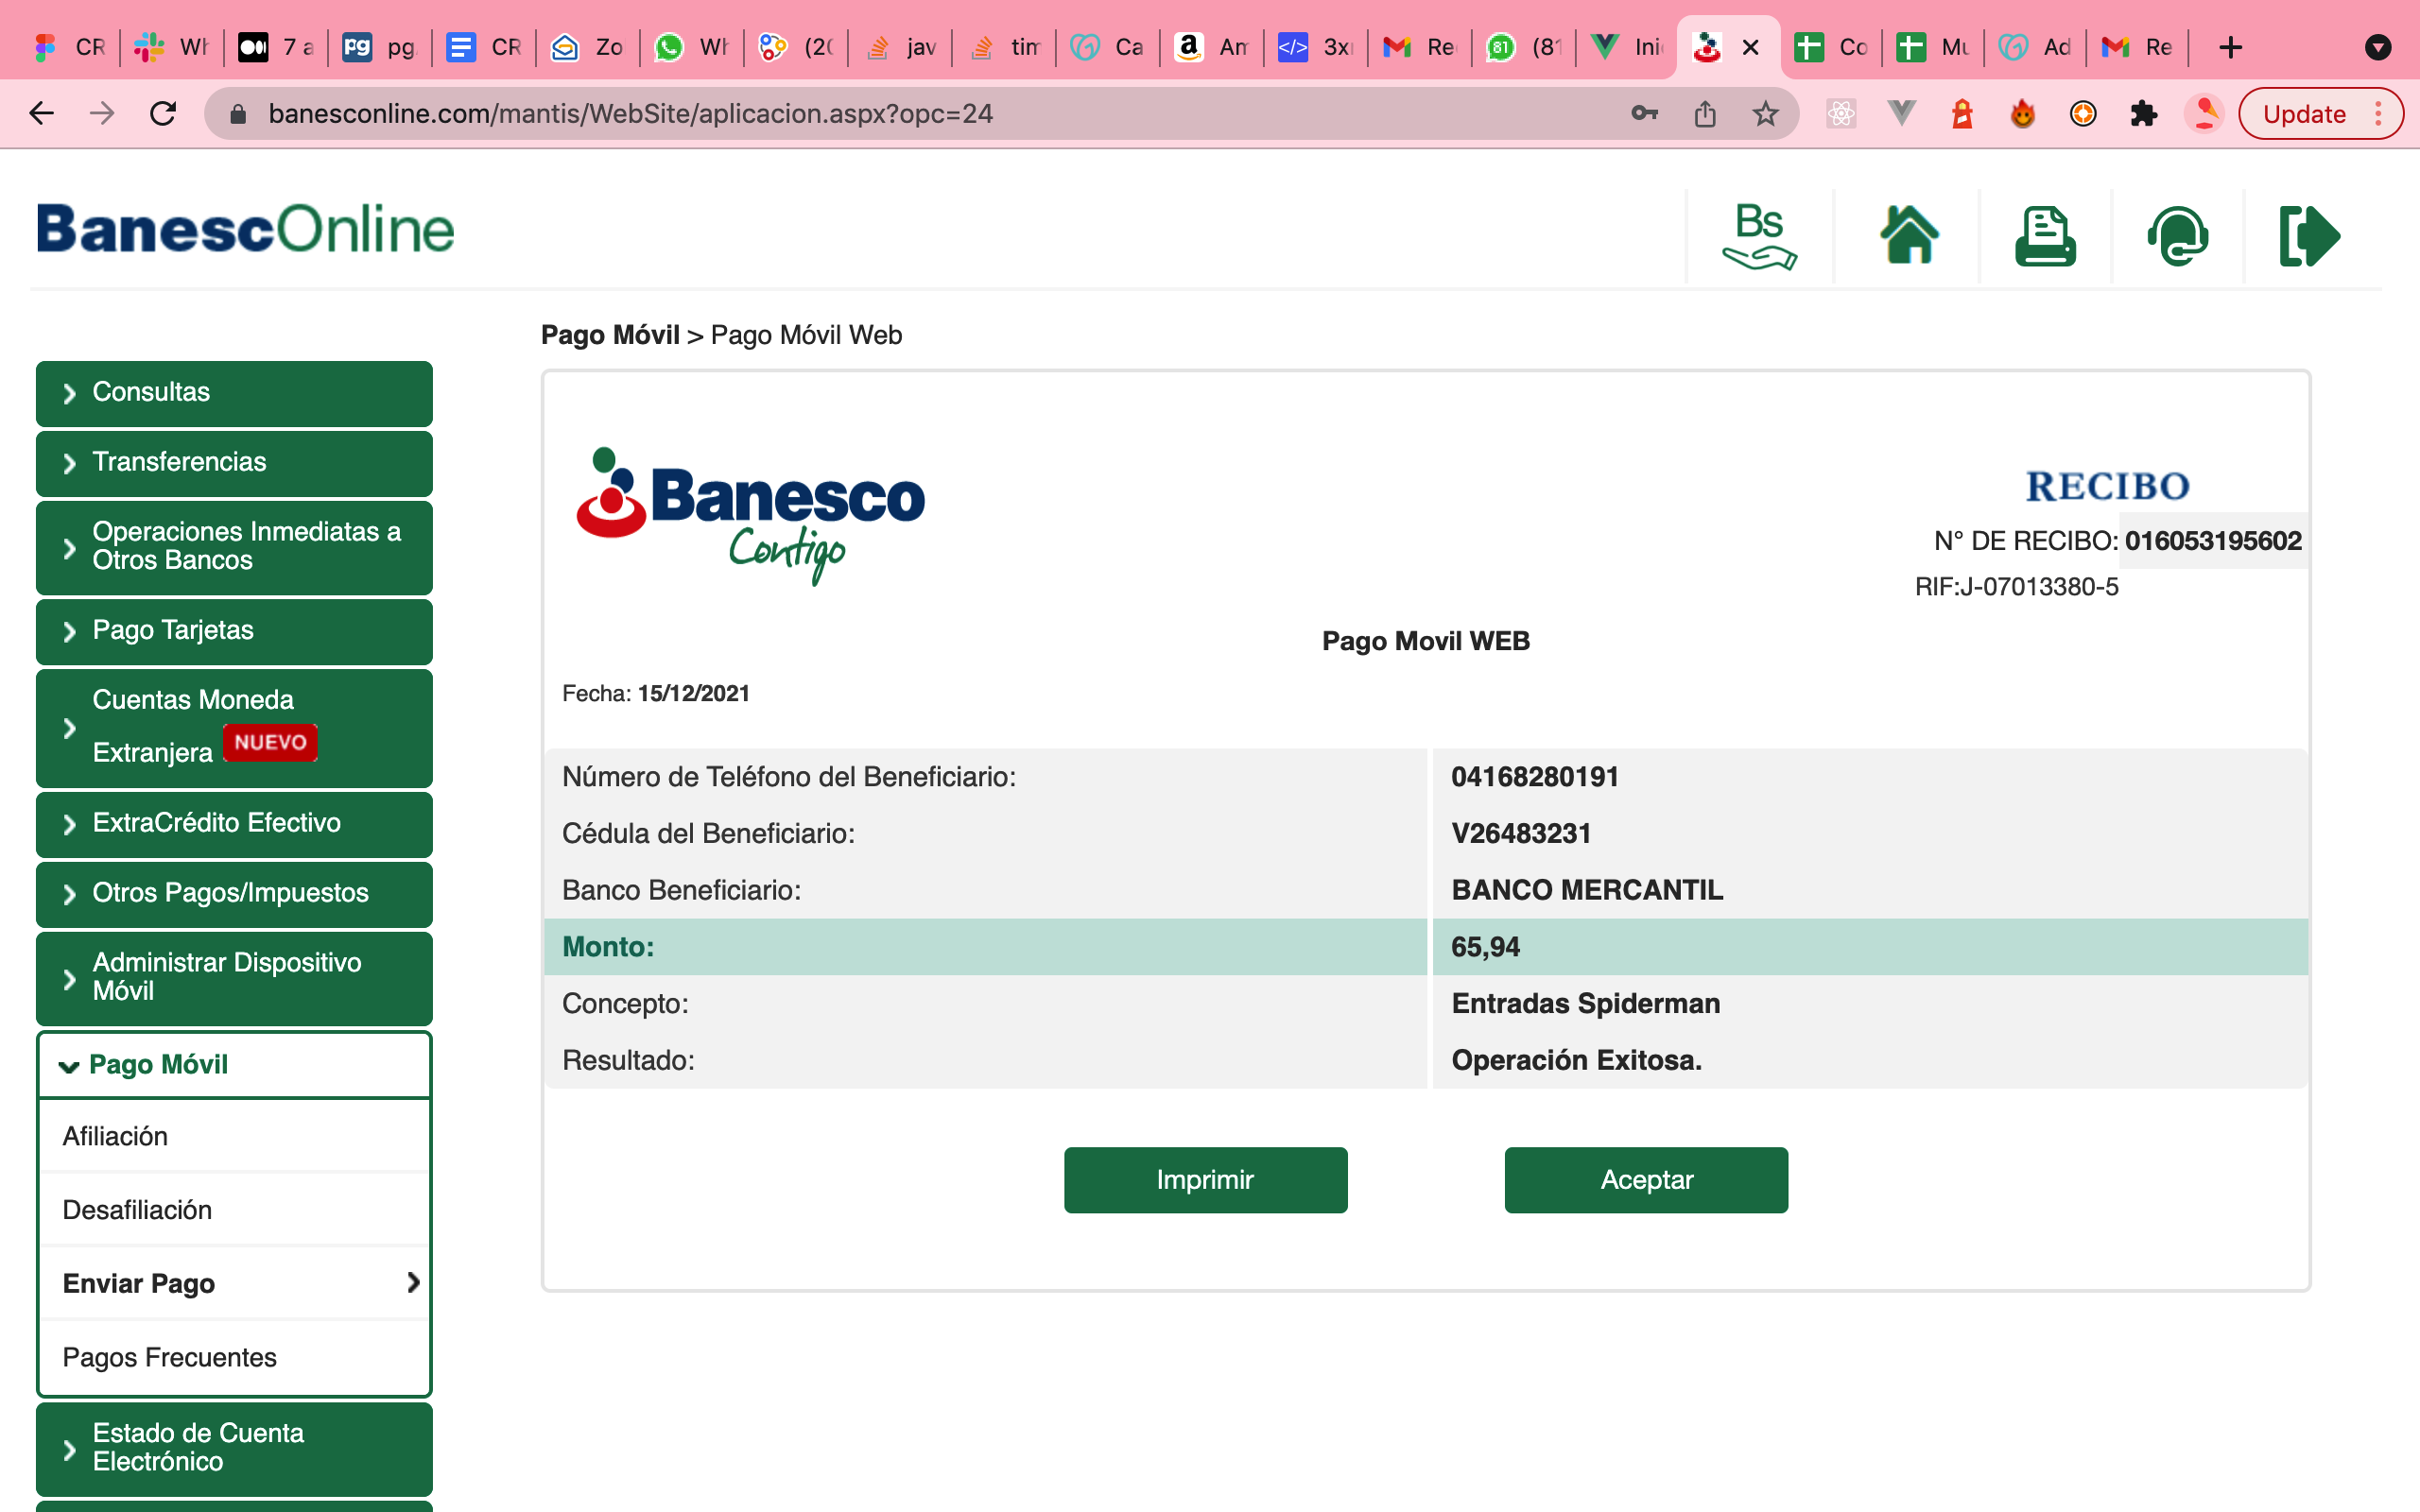 CR
Wh
7 a
pg
pg.
CR
Zo
Wh
(20
jav
tim
Ca
a
Am
</>
3x
Re
81
(81
Ini
Co
Mu
Ad
Re
banesconline.com/mantis/WebSite/aplicacion.aspx?opc=24
Update
BanescOnline
Bs
Pago Móvil > Pago Móvil Web
Consultas
Transferencias
Operaciones Inmediatas a
Otros Bancos
Pago Tarjetas
Cuentas Moneda
Extranjera NUEVO
ExtraCrédito Efectivo
Otros Pagos/Impuestos
Administrar Dispositivo
Móvil
Pago Móvil
Afiliación
Desafiliación
Enviar Pago
Pagos Frecuentes
Estado de Cuenta
Electrónico
Banesco
Contigo
RECIBO
N° DE RECIBO: 016053195602
RIF:J-07013380-5
Pago Movil WEB
Fecha: 15/12/2021
Número de Teléfono del Beneficiario: 04168280191
Cédula del Beneficiario: V26483231
Banco Beneficiario: BANCO MERCANTIL
Monto: 65,94
Concepto: Entradas Spiderman
Resultado: Operación Exitosa.
Imprimir
Aceptar